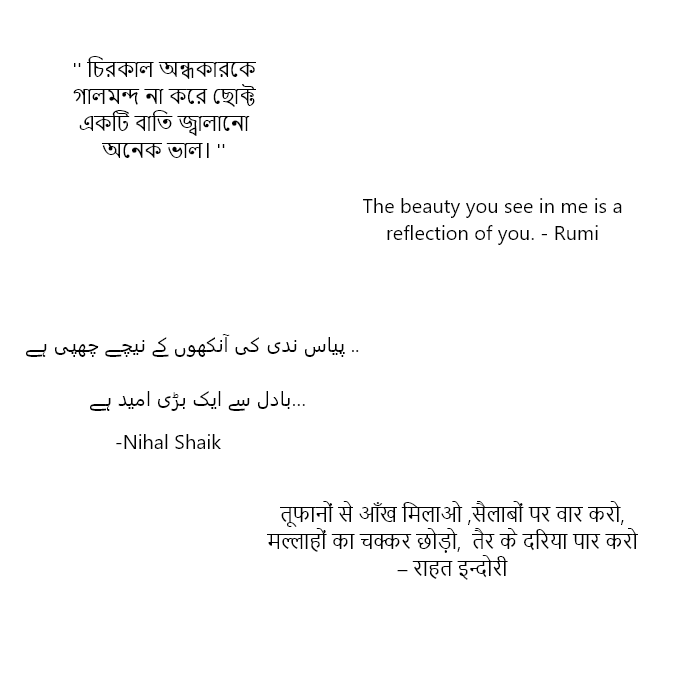 '' চিরকাল অন্ধকারকে
গালমন্দ না করে ছোট্ট
একটি বাতি জ্বালানো
অনেক ভাল। ''
The beauty you see in me is a
reflection of you. - Rumi
پیاس ندی کی آنکھوں کے نیچے چھپی ہے ..
بادل سے ایک بڑی امید ہے...
-Nihal Shaik
तूफानों से आँख मिलाओ ,सैलाबों पर वार करो,
मल्लाहों का चक्कर छोड़ो,  तैर के दरिया पार करो
– राहत इन्दोरी